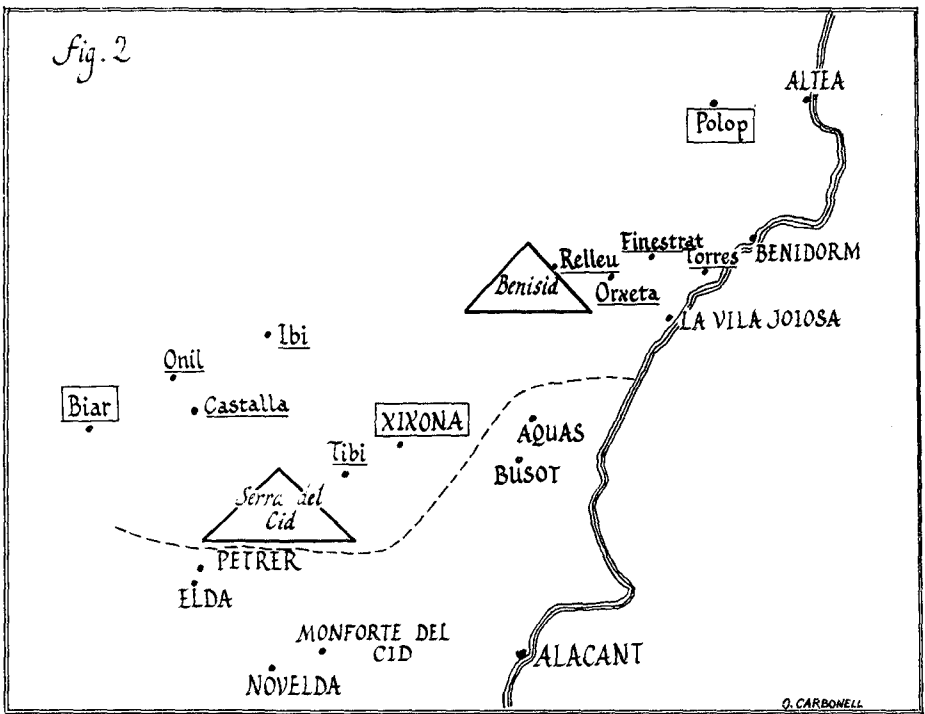 Fig. 2
ALTEA
Polop
Finestrat
Relleu
Torres
BENIDORM
Benisid
Orxeta
LA VILA JOIOSA
Ibi
Onil
Biar
Castalla
XIXONA
AQUAS
Tibi
BUSOT
Serra del
Cid
PETRER
ELDA
MONFORTE DEL
CID
ALACANT
NOVELDA
O. CARBONELL